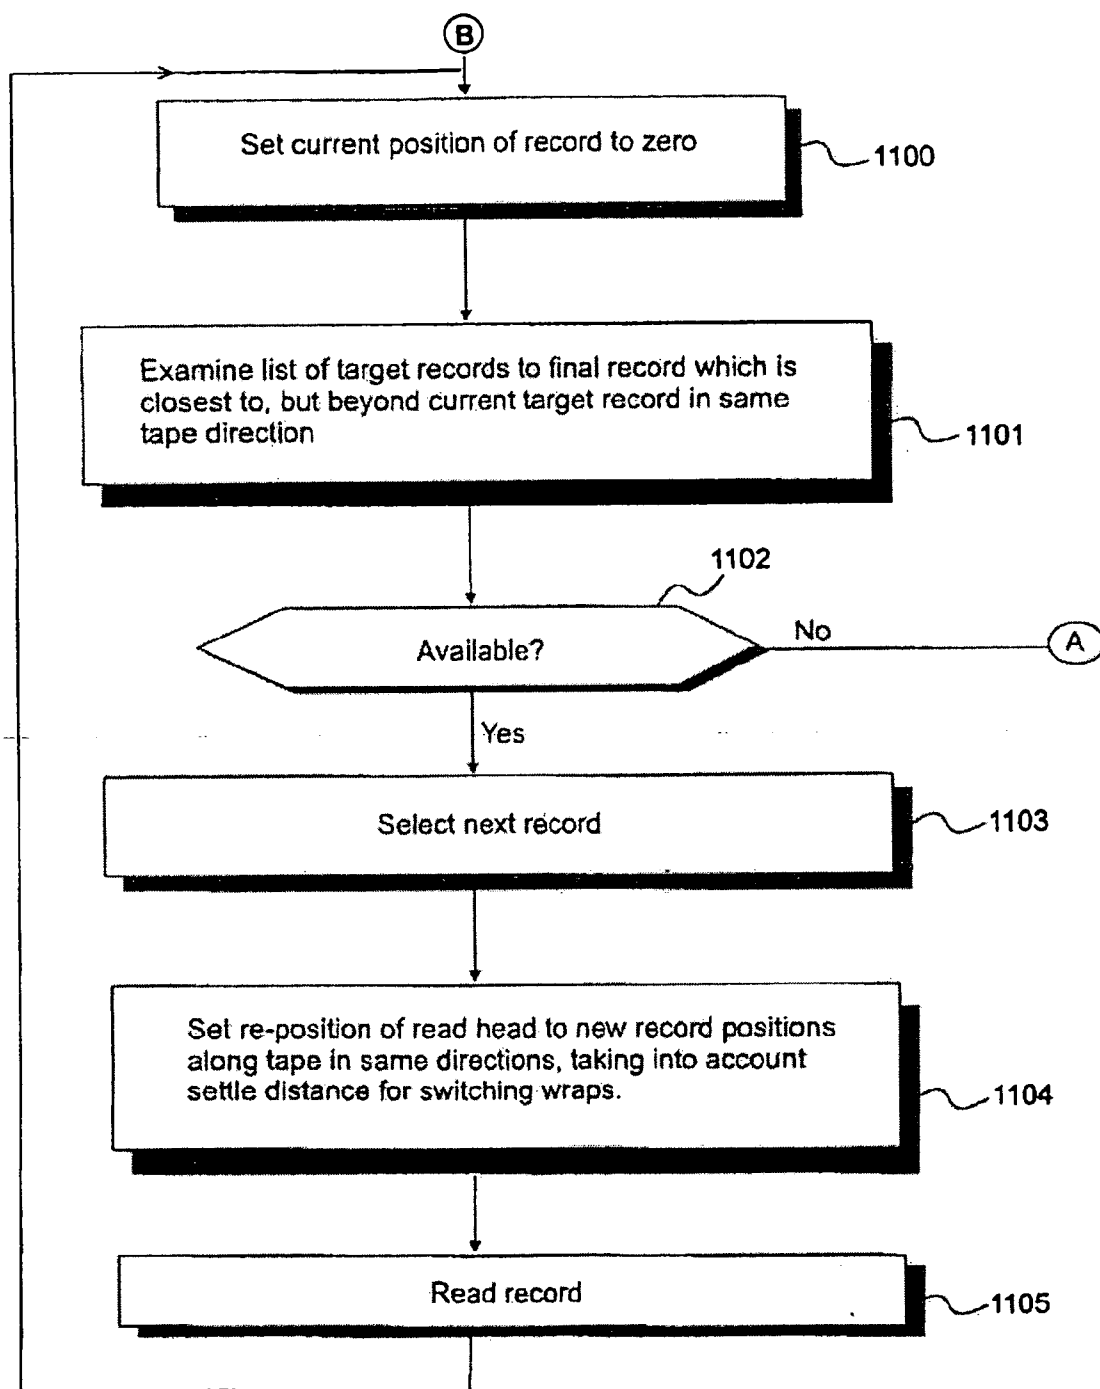 B
Set current position of record to zero
1100
Examine list of target records to final record which is
closest to, but beyond current target record in same
tape direction
1101
1102
Available?
No
A
Yes
Select next record
1103
Set re-position of read head to new record positions
along tape in same directions, taking into account
settle distance for switching wraps.
1104
Read record
1105